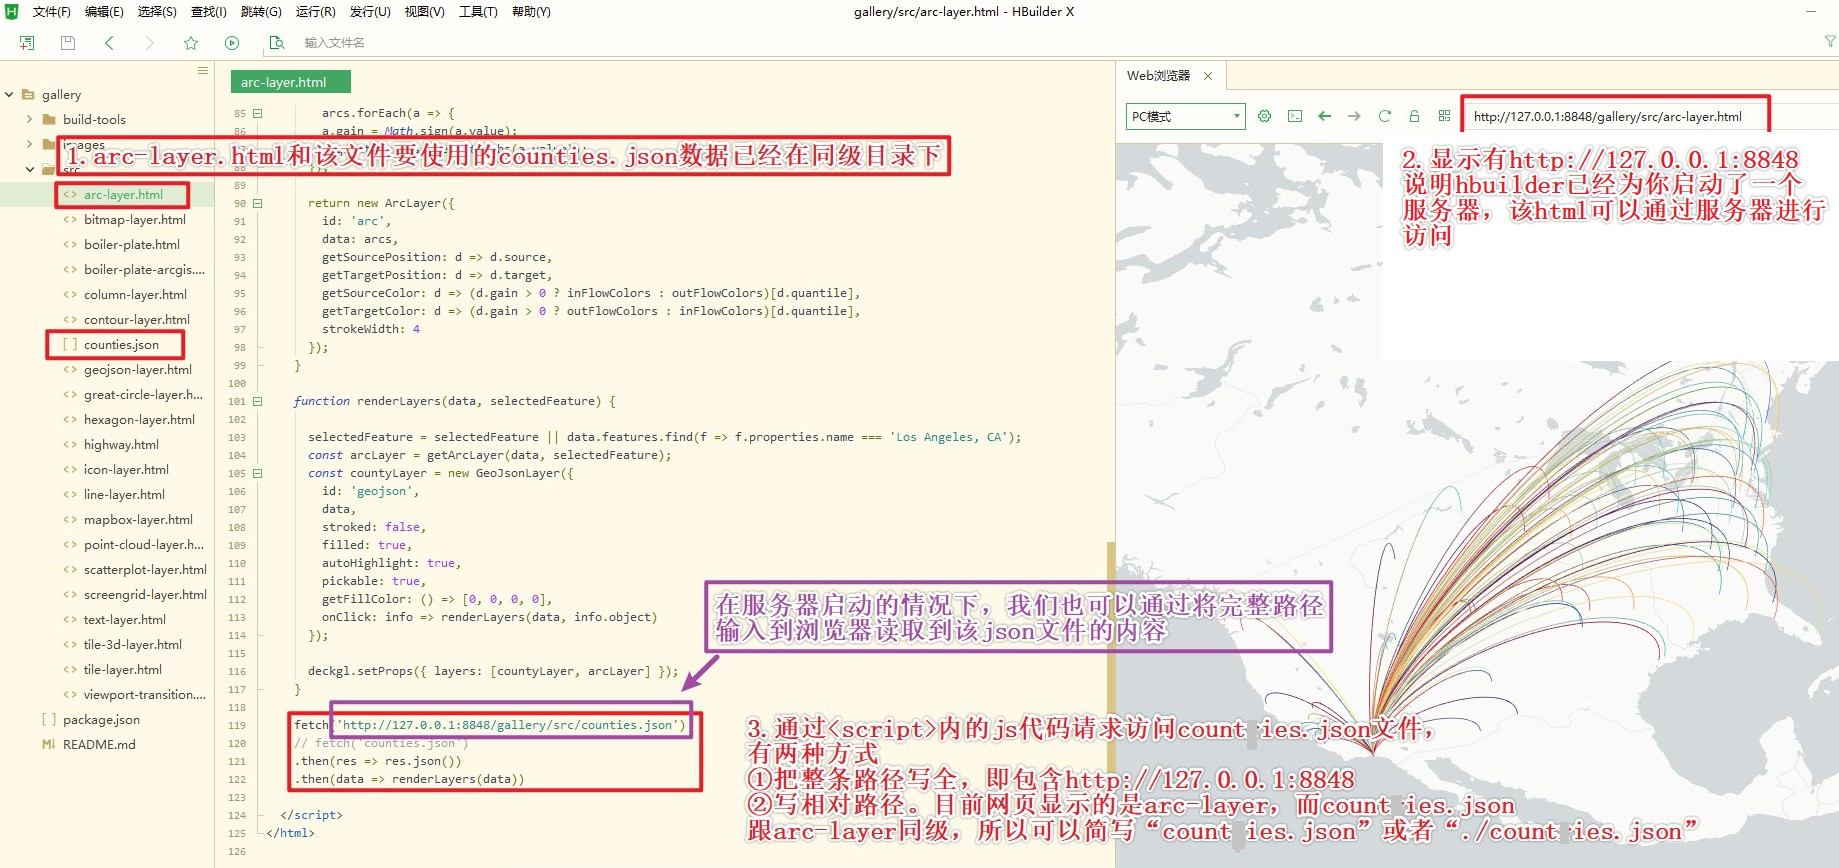 文件(F) 编辑(E) 选择(S) 查找(I) 跳转(G) 运行(R) 发行(U) 视图(V) 工具(T) 帮助(Y)
gallery/src/arc-layer.html - HBuilder X
输入文件名
gallery
build-tools
images
src
arc-layer.html
bitmap-layer.html
boiler-plate.html
boiler-plate-arcgis....
column-layer.html
contour-layer.html
counties.json
geojson-layer.html
great-circle-layer.h...
hexagon-layer.html
highway.html
icon-layer.html
line-layer.html
mapbox-layer.html
point-cloud-layer.h...
scatterplot-layer.html
screengrid-layer.html
text-layer.html
tile-3d-layer.html
tile-layer.html
viewport-transition....
package.json
README.md
1.arc-layer.html和该文件要使用的counties.json数据已经在同级目录下
arc-layer.html
85 arcs.forEach(a => {
86 a.gain = Math.sign(a.value);
89
90 return new ArcLayer({
91 id: 'arc',
92 data: arcs,
93 getSourcePosition: d => d.source,
94 getTargetPosition: d => d.target,
95 getSourceColor: d => (d.gain > 0 ? inFlowColors : outFlowColors)[d.quantile],
96 getTargetColor: d => (d.gain > 0 ? outFlowColors : inFlowColors)[d.quantile],
97 strokeWidth: 4
98 });
99 }
100
101 function renderLayers(data, selectedFeature) {
102
103 selectedFeature = selectedFeature || data.features.find(f => f.properties.name === 'Los Angeles, CA');
104 const arcLayer = getArcLayer(data, selectedFeature);
105 const countyLayer = new GeoJsonLayer({
106 id: 'geojson',
107 data,
108 stroked: false,
109 filled: true,
110 autoHighlight: true,
111 pickable: true,
112 getFillColor: () => [0, 0, 0, 0],
113 onClick: info => renderLayers(data, info.object)
114 });
115
116 deckgl.setProps({ layers: [countyLayer, arcLayer] });
117 }
118
119 fetch('http://127.0.0.1:8848/gallery/src/counties.json')
120 // fetch('counties.json')
121 .then(res => res.json())
122 .then(data => renderLayers(data))
123
124 </script>
125 </html>
126
在服务器启动的情况下，我们也可以通过将完整路径
输入到浏览器读取到该json文件的内容
Web浏览器
PC模式
http://127.0.0.1:8848/gallery/src/arc-layer.html
2.显示有http://127.0.0.1:8848
说明hbuilder已经为你启动了一个
服务器，该html可以通过服务器进行
访问
3.通过<script>内的js代码请求访问counties.json文件，
有两种方式
①把整条路径写全，即包含http://127.0.0.1:8848
②写相对路径。目前网页显示的是arc-layer，而counties.json
跟arc-layer同级，所以可以简写“counties.json”或者“./counties.json”